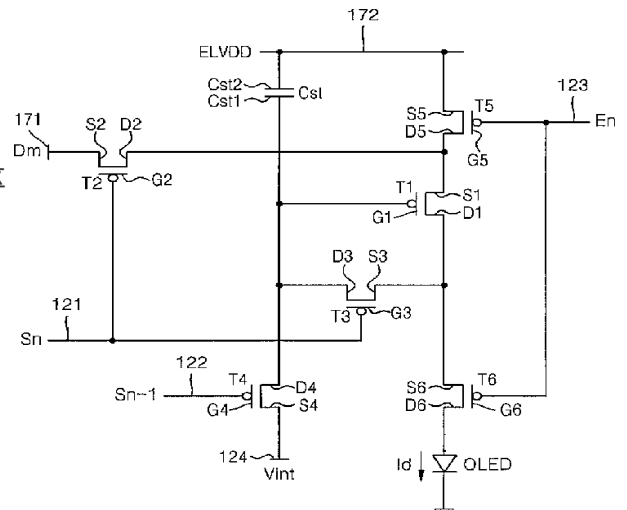 172
ELVDD
Cst2
Cst1
Cst
S5
T5
123
En
D5
G5
171
S2
D2
Dm
T2
G2
T1
S1
G1
D1
D3
S3
121
T3
G3
Sn
122
T4
D4
S6
T6
Sn-1
G4
S4
D6
G6
124
Vint
Id
OLED